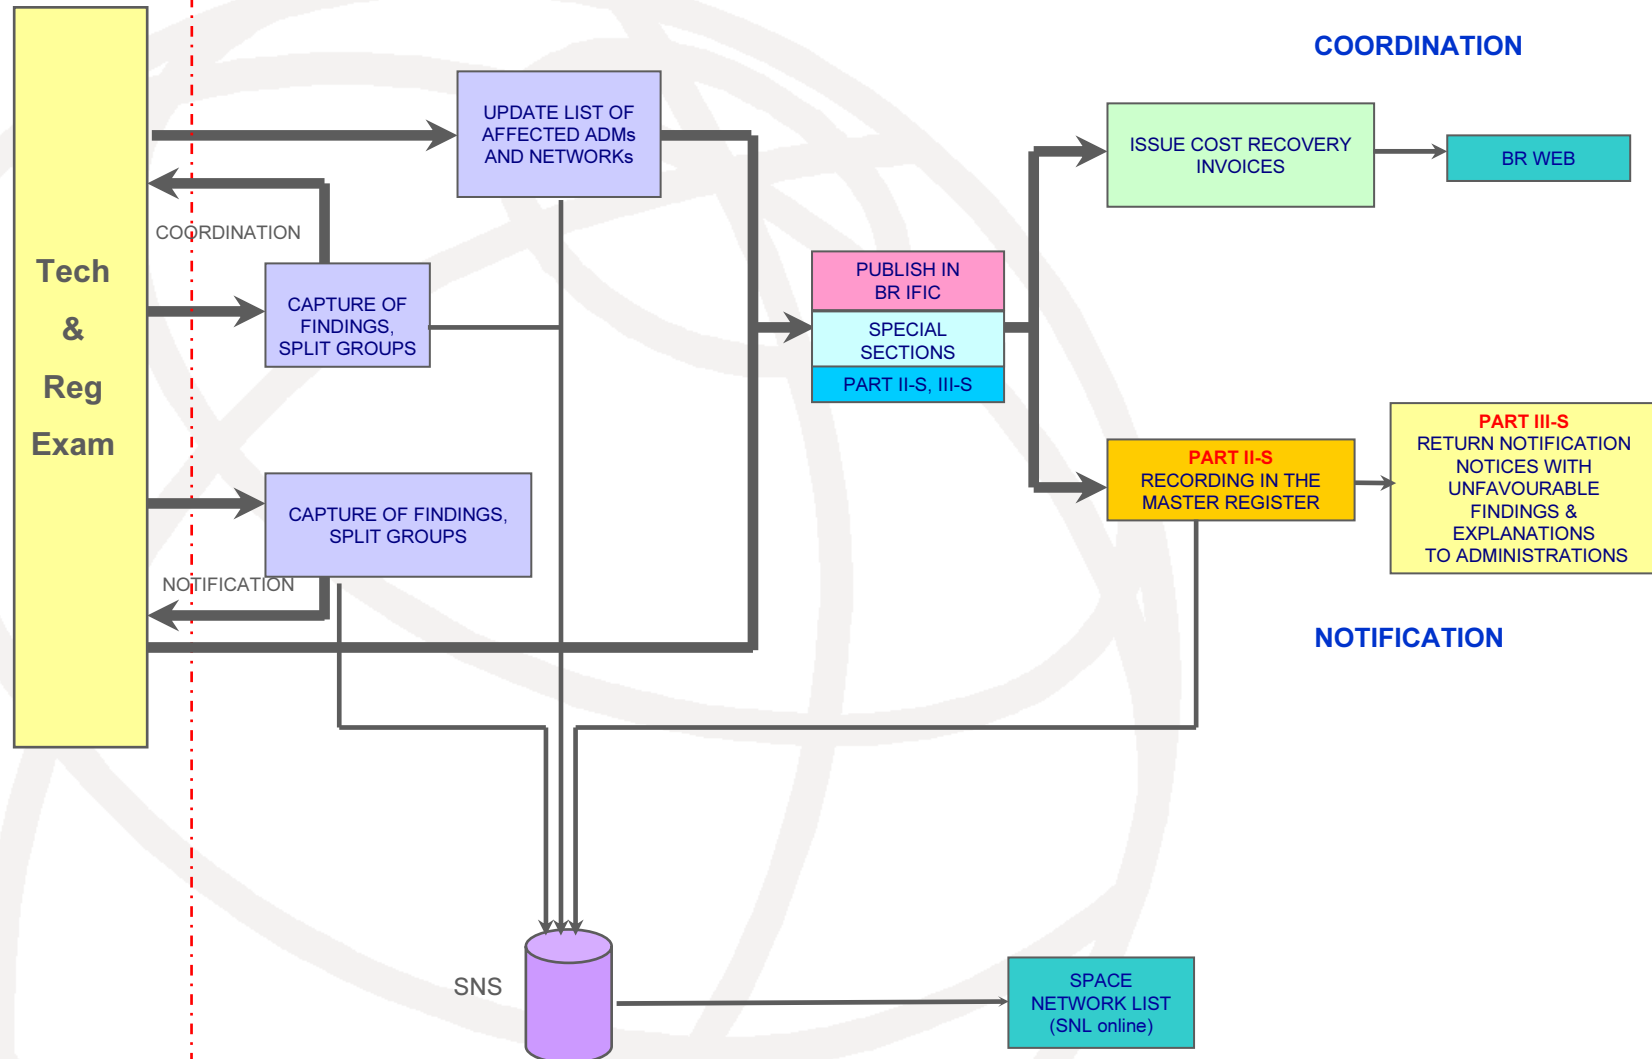 COORDINATION
UPDATE LIST OF
AFFECTED ADMs
AND NETWORKs
ISSUE COST RECOVERY
INVOICES
BR WEB
COORDINATION
Tech
&
Reg
Exam
CAPTURE OF
FINDINGS,
SPLIT GROUPS
PUBLISH IN
BR IFIC
SPECIAL
SECTIONS
PART II-S, III-S
PART II-S
RECORDING IN THE
MASTER REGISTER
PART III-S
RETURN NOTIFICATION
NOTICES WITH
UNFAVOURABLE
FINDINGS &
EXPLANATIONS
TO ADMINISTRATIONS
CAPTURE OF FINDINGS,
SPLIT GROUPS
NOTIFICATION
NOTIFICATION
SNS
SPACE
NETWORK LIST
(SNL online)